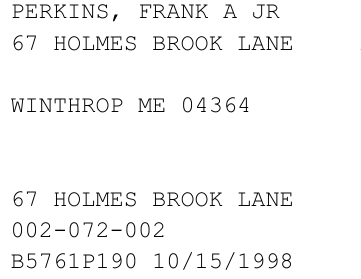 PERKINS, FRANK A JR
67 HOLMES BROOK LANE
WINTHROP ME 04364
67 HOLMES BROOK LANE
002-072-002
B5761P190 10/15/1998